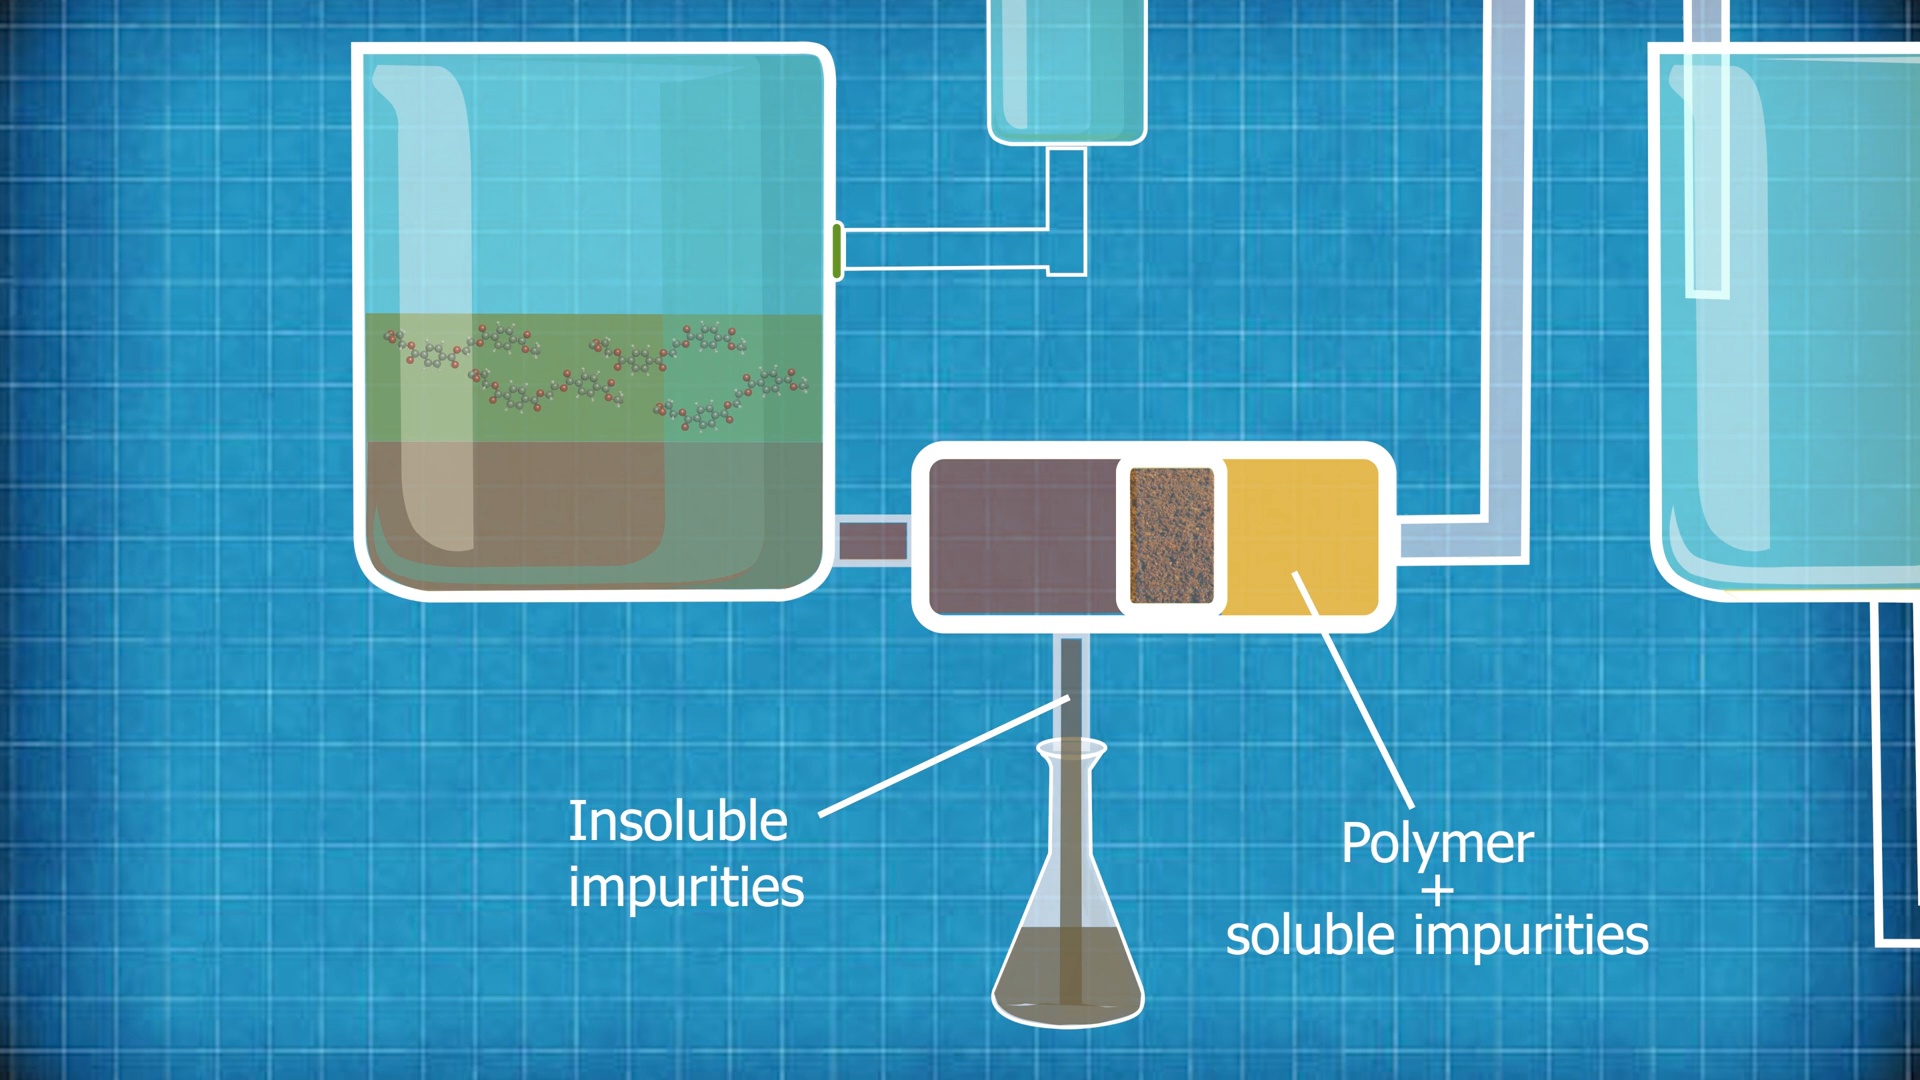 Insoluble
impurities
Polymer
+
soluble impurities